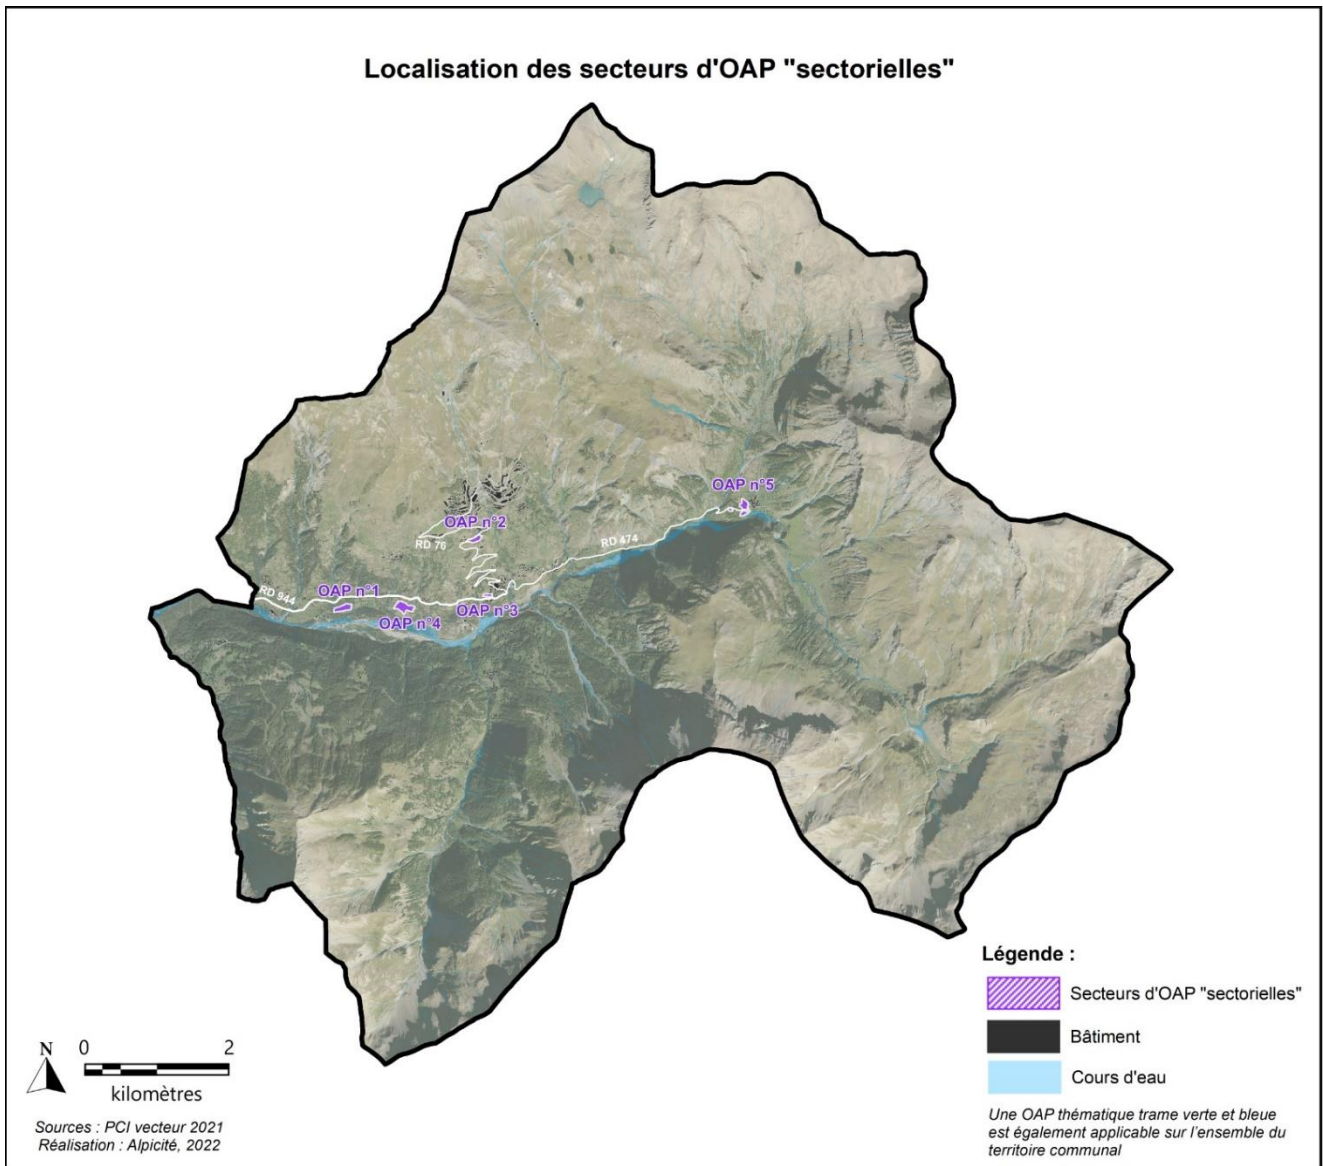 Localisation des secteurs d'OAP "sectorielles"
OAP n°5
OAP n°2
RD 76
RD 474
RD 944
OAP n°1
OAP n°3
OAP n°4
Légende :
Secteurs d'OAP "sectorielles"
Bâtiment
Cours d'eau
N
0 2
kilomètres
Sources : PCI vecteur 2021
Réalisation : Alpicité, 2022
Une OAP thématique trame verte et bleue
est également applicable sur l'ensemble du
territoire communal